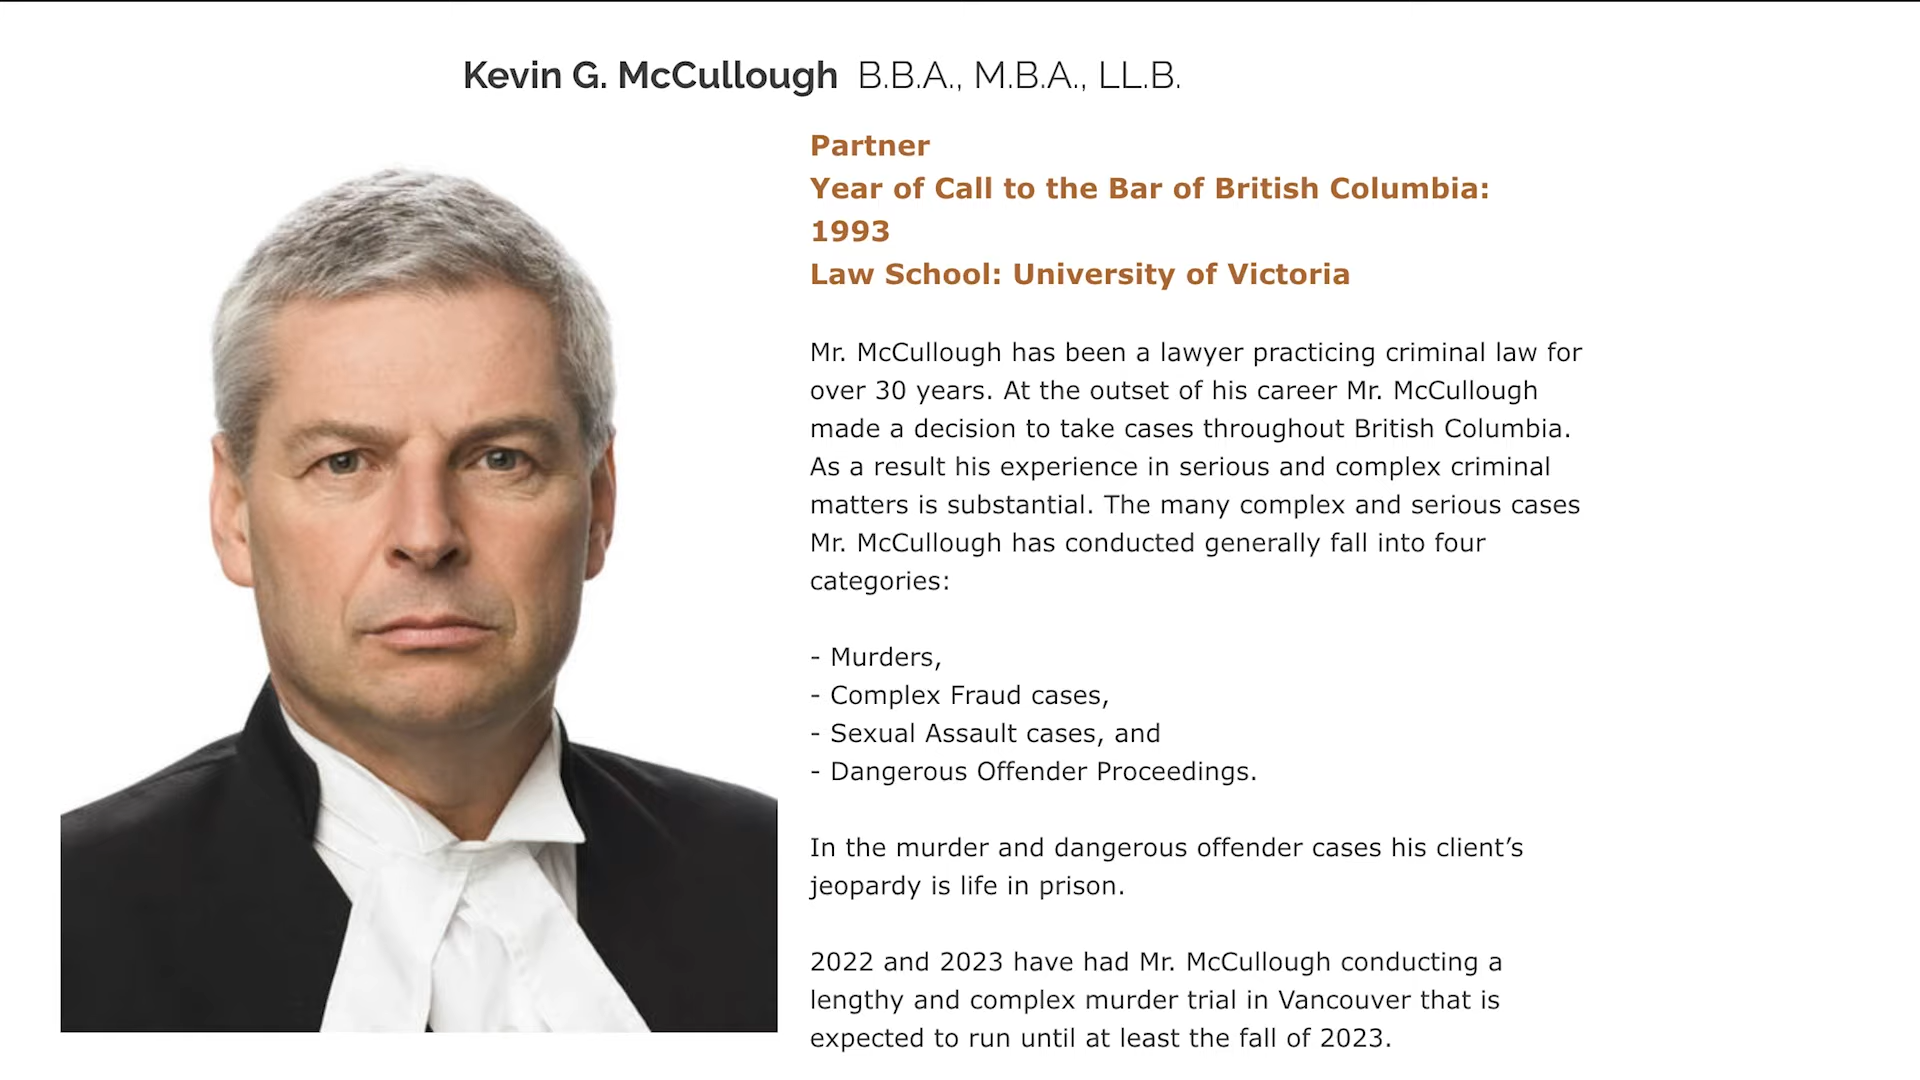 Kevin G. McCullough B.B.A., M.B.A., LL.B.
Partner
Year of Call to the Bar of British Columbia:
1993
Law School: University of Victoria
Mr. McCullough has been a lawyer practicing criminal law for
over 30 years. At the outset of his career Mr. McCullough
made a decision to take cases throughout British Columbia.
As a result his experience in serious and complex criminal
matters is substantial. The many complex and serious cases
Mr. McCullough has conducted generally fall into four
categories:
- Murders,
- Complex Fraud cases,
- Sexual Assault cases, and
- Dangerous Offender Proceedings.
In the murder and dangerous offender cases his client’s
jeopardy is life in prison.
2022 and 2023 have had Mr. McCullough conducting a
lengthy and complex murder trial in Vancouver that is
expected to run until at least the fall of 2023.